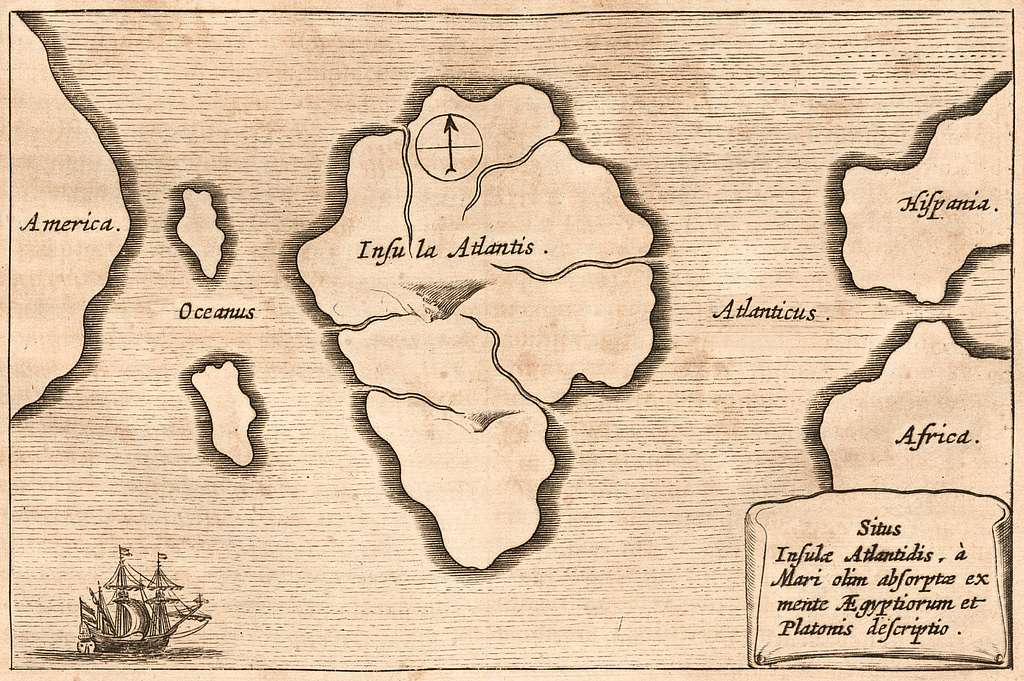 America.
Insula Atlantis.
Hispania.
Oceanus
Atlanticus.
Africa.
Situs
Insulæ Atlantidis, à
Mari olim absorptæ ex
mente Ægyptiorum et
Platonis descriptio.